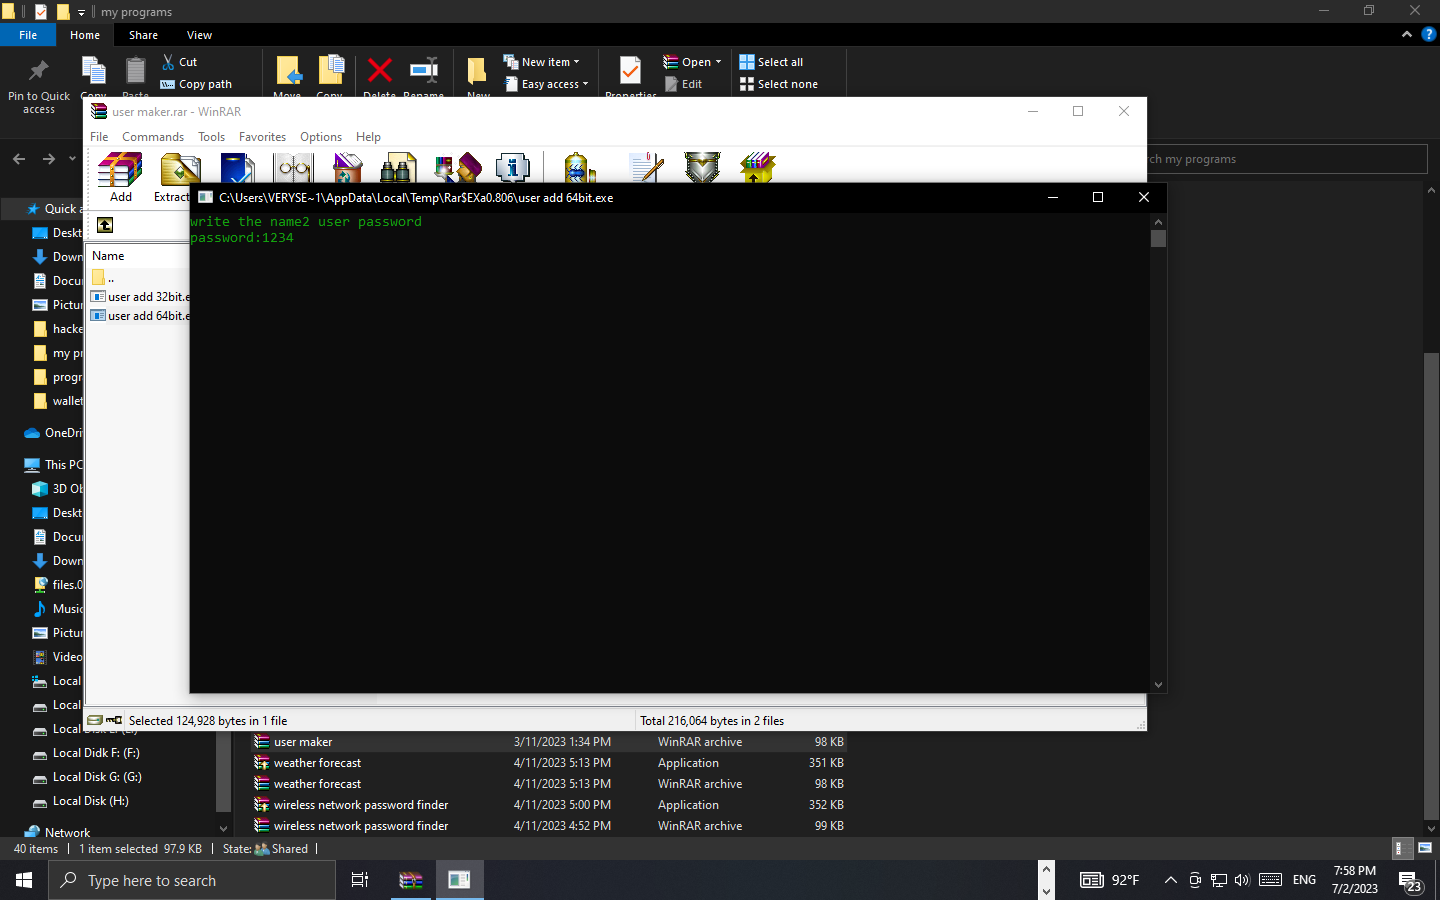 my programs
File
Home
Share
View
Pin to Quick access
Copy
Paste
Cut
Copy path
Move
Copy
Delete
Rename
New
New item
Easy access
Properties
Open
Edit
Select all
Select none
user maker.rar - WinRAR
File Commands Tools Favorites Options Help
Add
Extract
my programs
C:\Users\VERYSE~1\AppData\Local\Temp\Rar$EXa0.806\user add 64bit.exe
write the name2 user password
password:1234
Name
..
user add 32bit.e
user add 64bit.e
Quick a
Deskt
Down
Docu
Pictu
hacke
my p
progr
wallet
OneDri
This PC
3D Ob
Deskt
Docu
Down
files.0
Music
Pictu
Video
Local
Local
Local Didk F: (F:)
Local Disk G: (G:)
Local Disk (H:)
Network
Selected 124,928 bytes in 1 file
Total 216,064 bytes in 2 files
user maker 3/11/2023 1:34 PM WinRAR archive 98 KB
weather forecast 4/11/2023 5:13 PM Application 351 KB
weather forecast 4/11/2023 5:13 PM WinRAR archive 98 KB
wireless network password finder 4/11/2023 5:00 PM Application 352 KB
wireless network password finder 4/11/2023 4:52 PM WinRAR archive 99 KB
40 items
1 item selected 97.9 KB
State: Shared
Type here to search
92°F
ENG
7:58 PM
7/2/2023
23